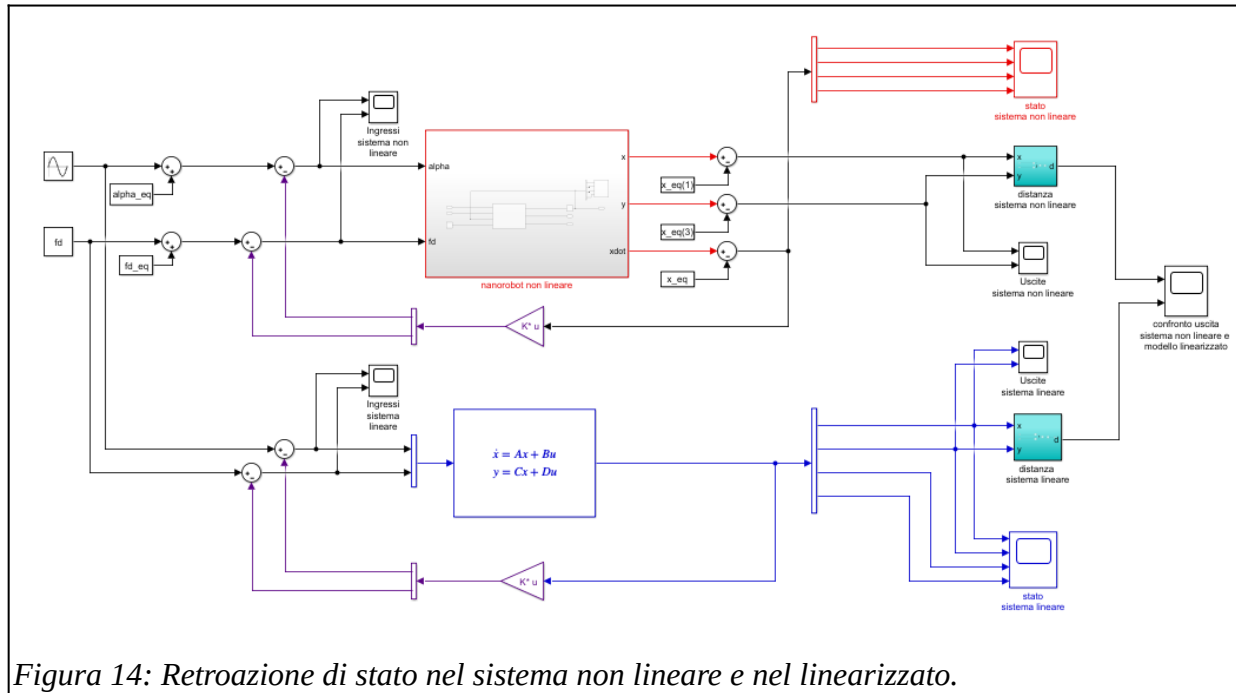 stato
sistema non lineare
Ingressi
sistema non
lineare
alpha_eq
alpha
fd
fd_eq
fd
x
y
xdot
nanorobot non lineare
x_eq(1)
x_eq(3)
x_eq
x
y
d
distanza
sistema non lineare
Uscite
sistema non lineare
confronto uscita
sistema non lineare e
modello linearizzato
K* u
Ingressi
sistema
lineare
ẋ = Ax + Bu
y = Cx + Du
Uscite
sistema lineare
x
y
d
distanza
sistema lineare
K* u
stato
sistema lineare
Figura 14: Retroazione di stato nel sistema non lineare e nel linearizzato.